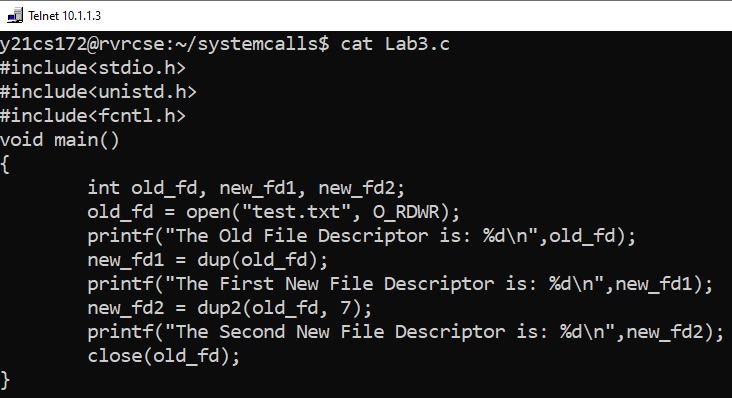 Telnet 10.1.1.3
y21cs172@rvrcse:~/systemcalls$ cat Lab3.c
#include<stdio.h>
#include<unistd.h>
#include<fcntl.h>
void main()
{
        int old_fd, new_fd1, new_fd2;
        old_fd = open("test.txt", O_RDWR);
        printf("The Old File Descriptor is: %d\n",old_fd);
        new_fd1 = dup(old_fd);
        printf("The First New File Descriptor is: %d\n",new_fd1);
        new_fd2 = dup2(old_fd, 7);
        printf("The Second New File Descriptor is: %d\n",new_fd2);
        close(old_fd);
}